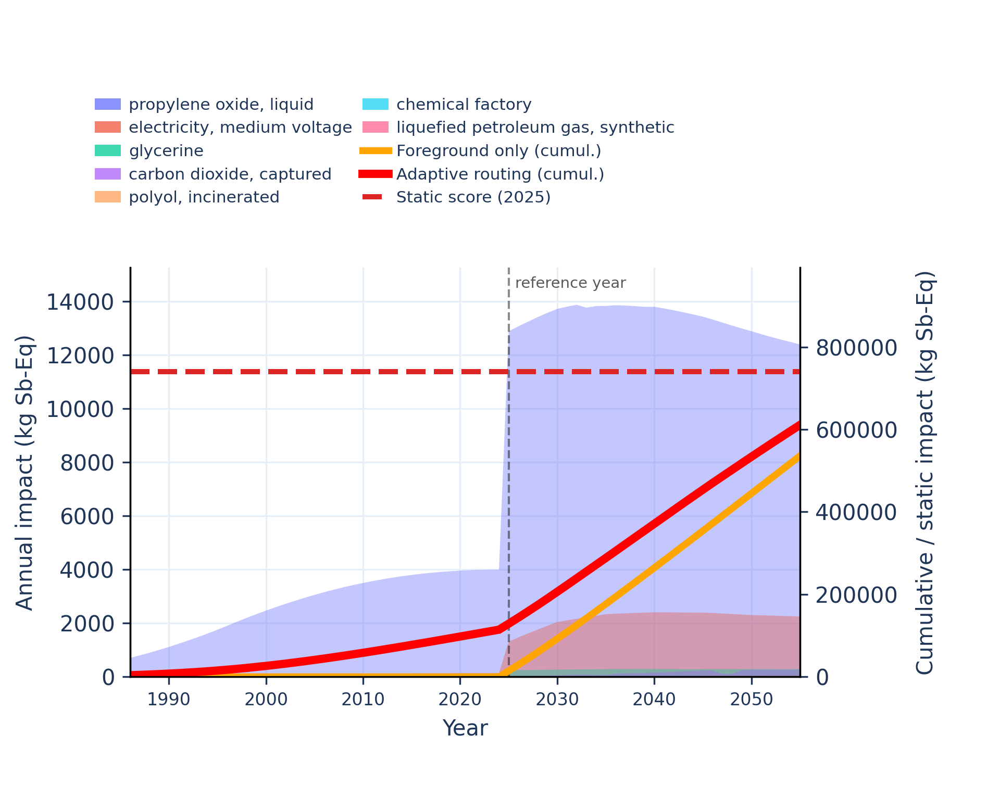 propylene oxide, liquid
electricity, medium voltage
glycerine
carbon dioxide, captured
polyol, incinerated
chemical factory
liquefied petroleum gas, synthetic
Foreground only (cumul.)
Adaptive routing (cumul.)
Static score (2025)
reference year
Annual impact (kg Sb-Eq)
14000
12000
10000
8000
6000
4000
2000
0
800000
600000
400000
200000
0
Cumulative / static impact (kg Sb-Eq)
1990
2000
2010
2020
2030
2040
2050
Year